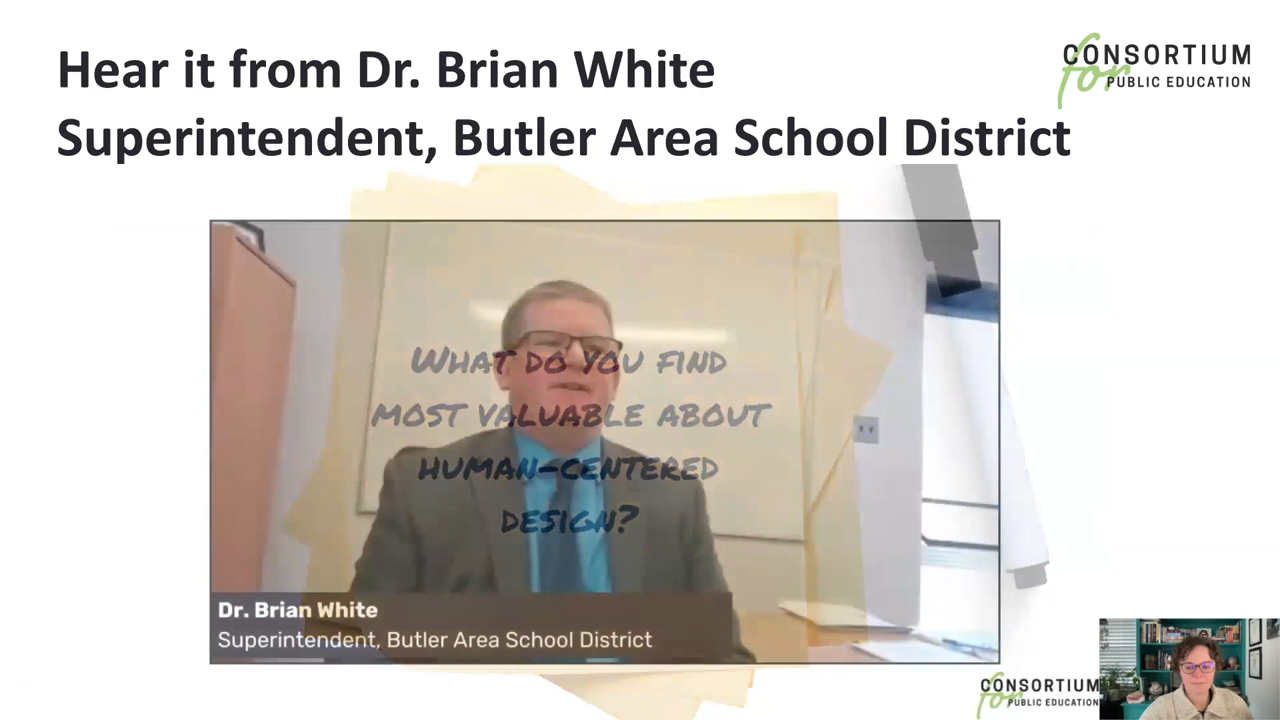 Hear it from Dr. Brian White
Superintendent, Butler Area School District
CONSORTIUM
for PUBLIC EDUCATION
WHAT DO YOU FIND
MOST VALUABLE ABOUT
HUMAN-CENTERED
DESIGN?
Dr. Brian White
Superintendent, Butler Area School District
CONSORTIUM
for PUBLIC EDUCATION